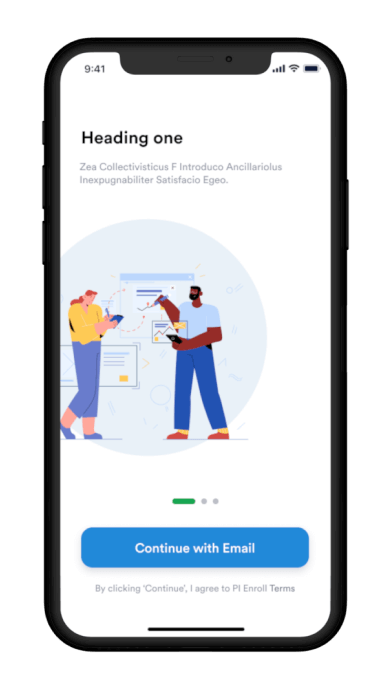 9:41
Heading one
Zea Collectivisticus F Introduco Ancillariolus
Inexpugnabiliter Satisfacio Egeo.
Continue with Email
By clicking 'Continue', I agree to PI Enroll Terms